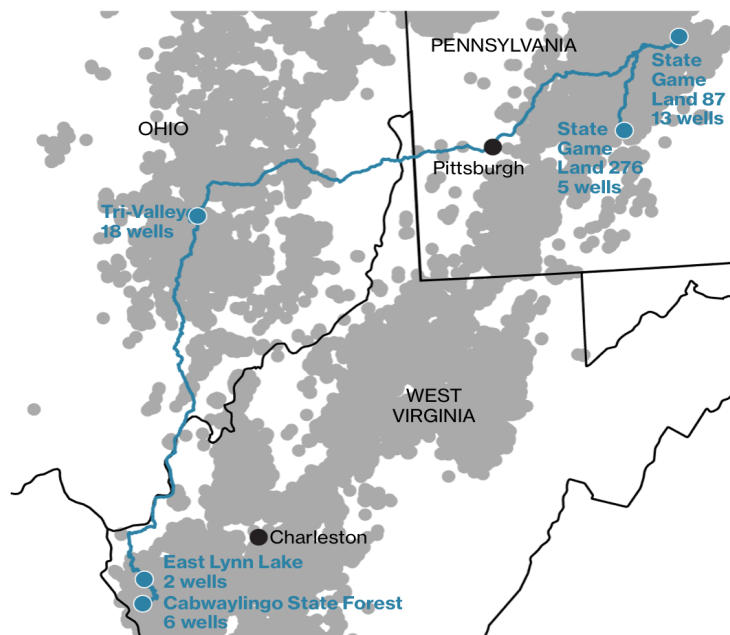 PENNSYLVANIA
State
Game
Land 87
13 wells
OHIO
State
Game
Land 276
5 wells
Pittsburgh
Tri-Valley
18 wells
WEST
VIRGINIA
Charleston
East Lynn Lake
2 wells
Cabwaylingo State Forest
6 wells